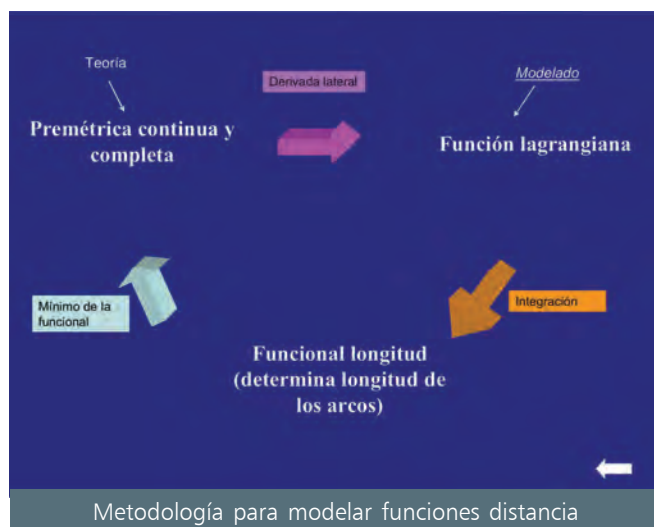 Teoría
Derivada lateral
Modelado
Premétrica continua y
completa
Función lagrangiana
Mínimo de la
funcional
Integración
Funcional longitud
(determina longitud de
los arcos)
Metodología para modelar funciones distancia